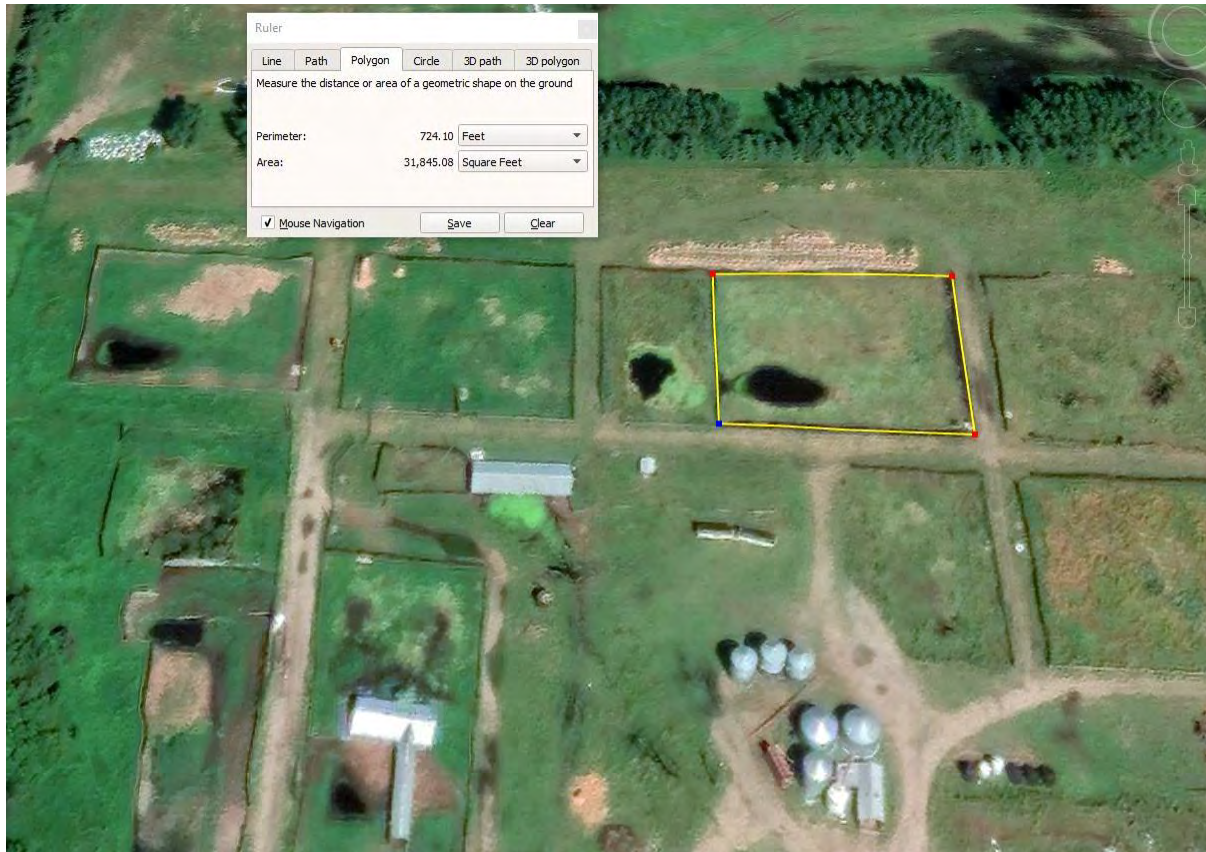 Ruler
Line Path Polygon Circle 3D path 3D polygon
Measure the distance or area of a geometric shape on the ground
Perimeter: 724.10 Feet
Area: 31,845.08 Square Feet
Mouse Navigation Save Clear